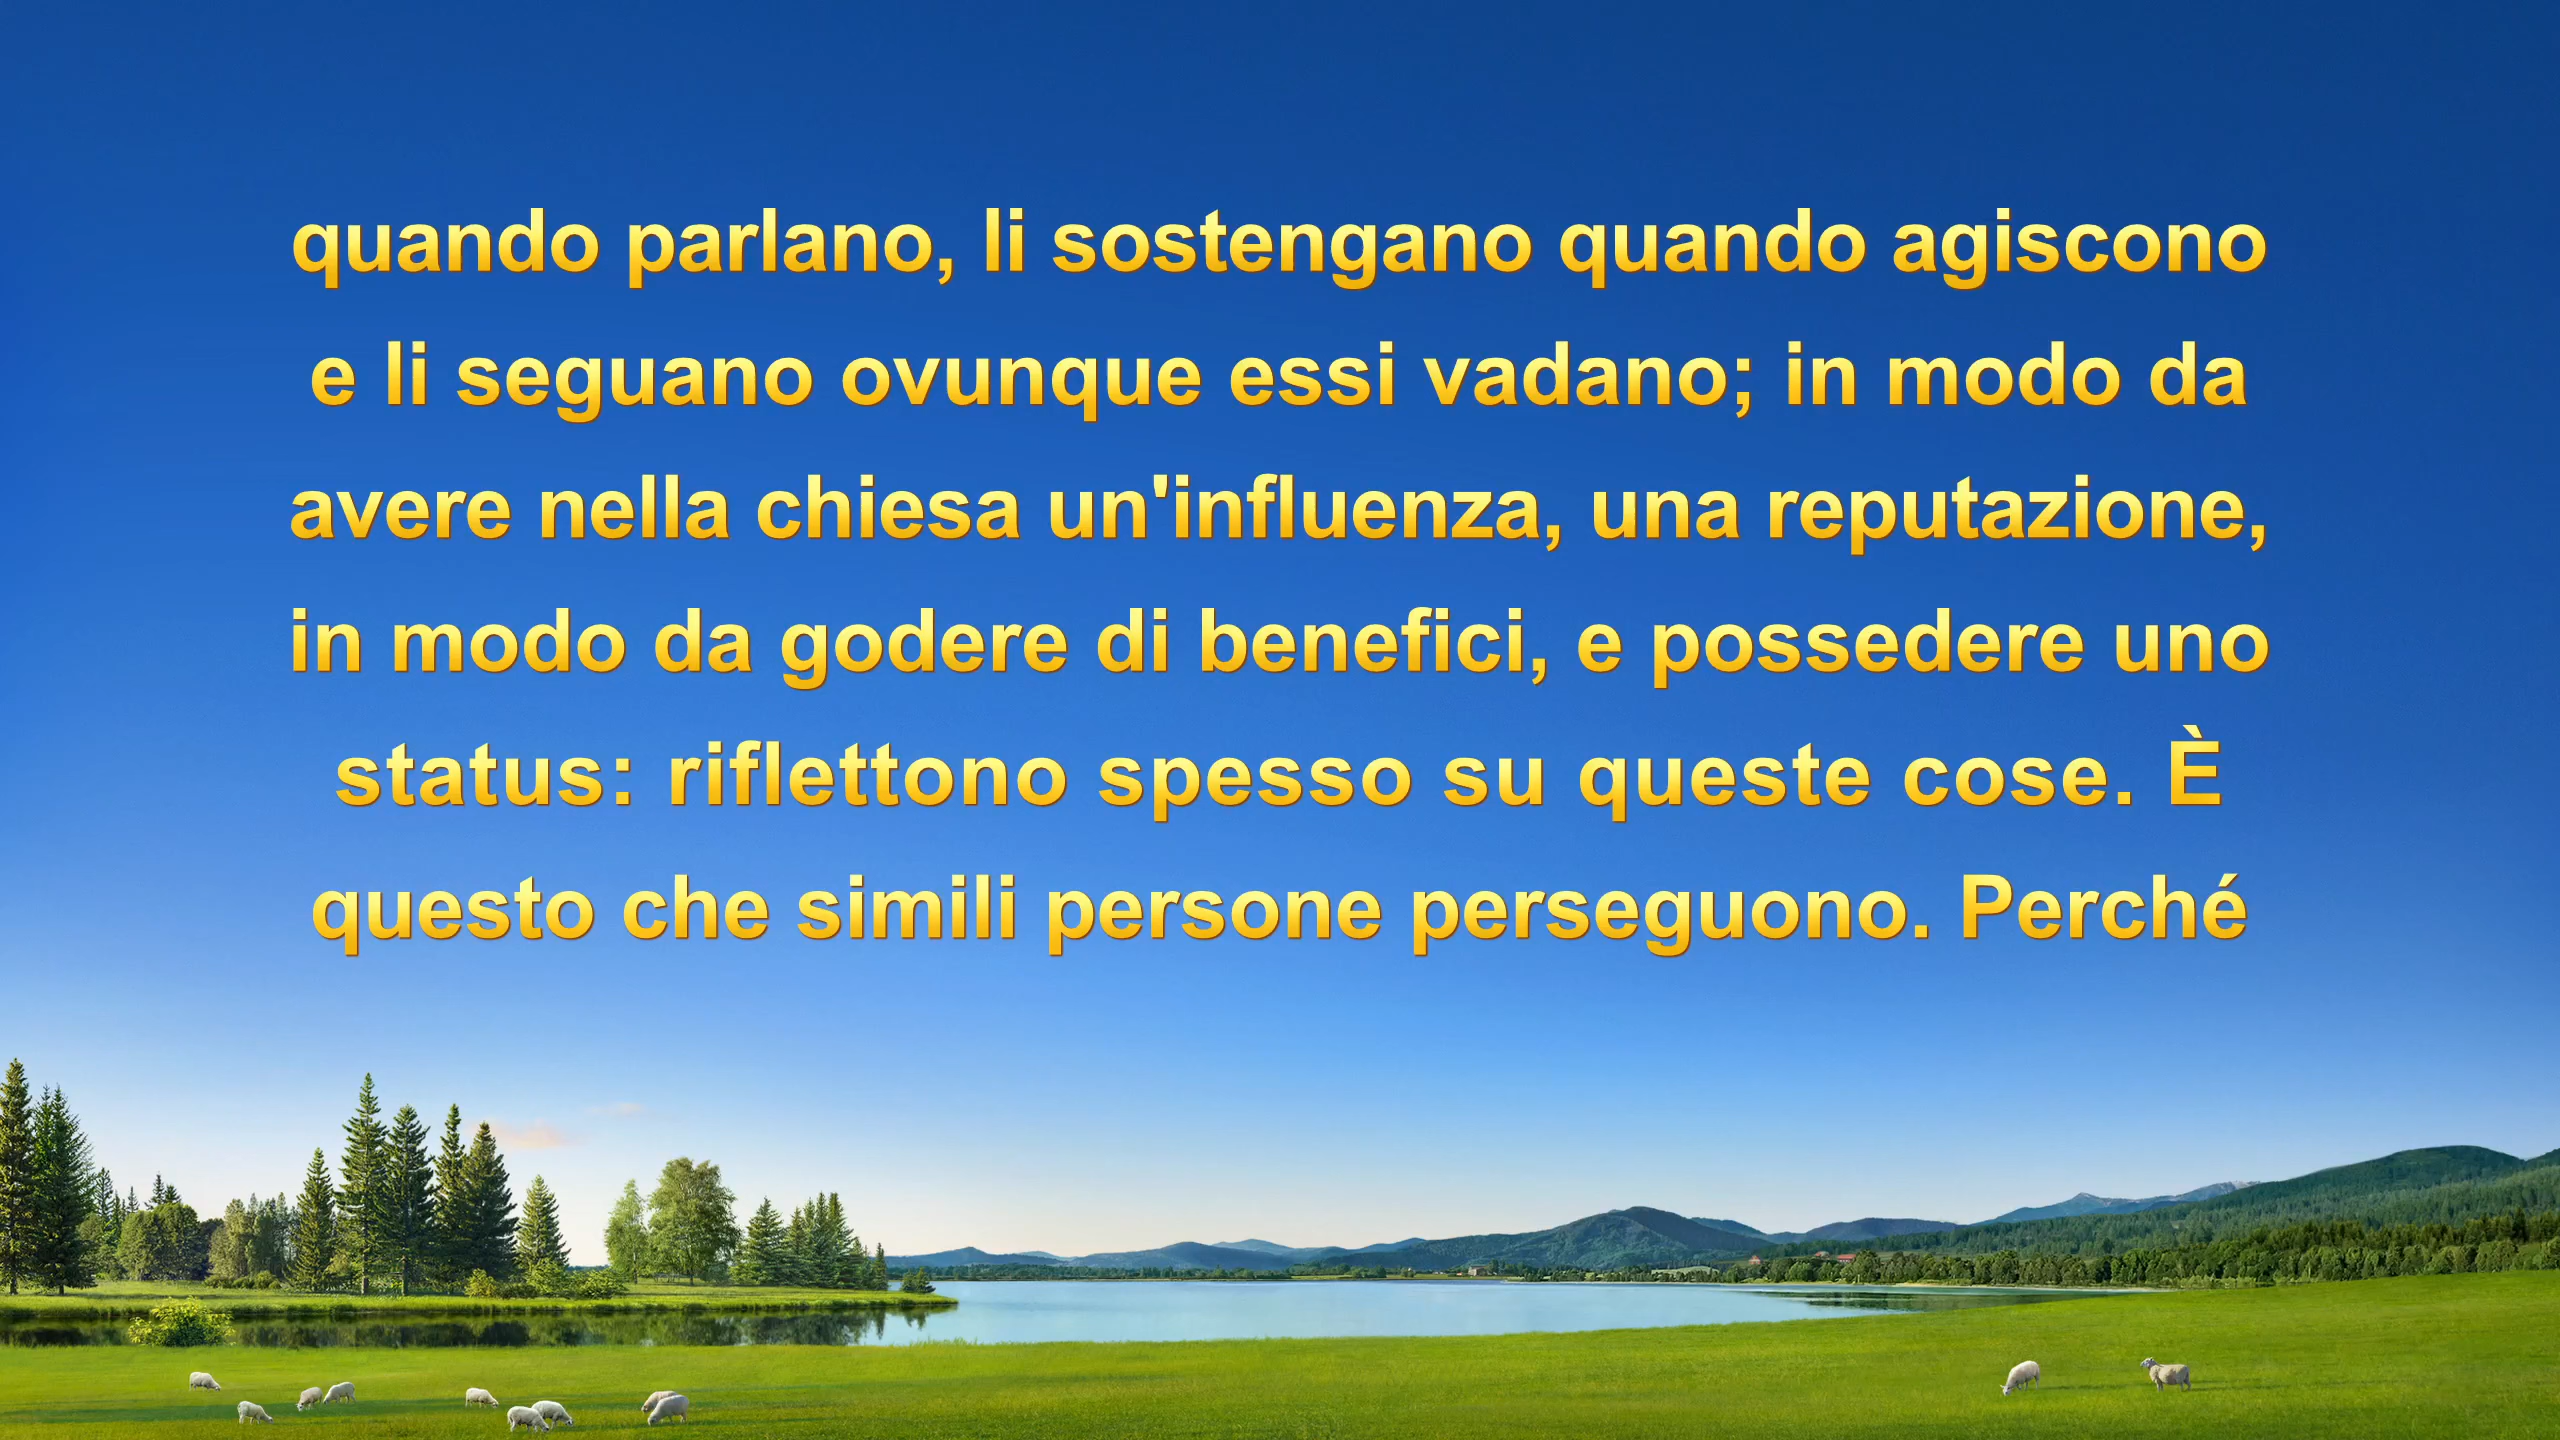 quando parlano, li sostengano quando agiscono
e li seguano ovunque essi vadano; in modo da
avere nella chiesa un'influenza, una reputazione,
in modo da godere di benefici, e possedere uno
status: riflettono spesso su queste cose. È
questo che simili persone perseguono. Perché